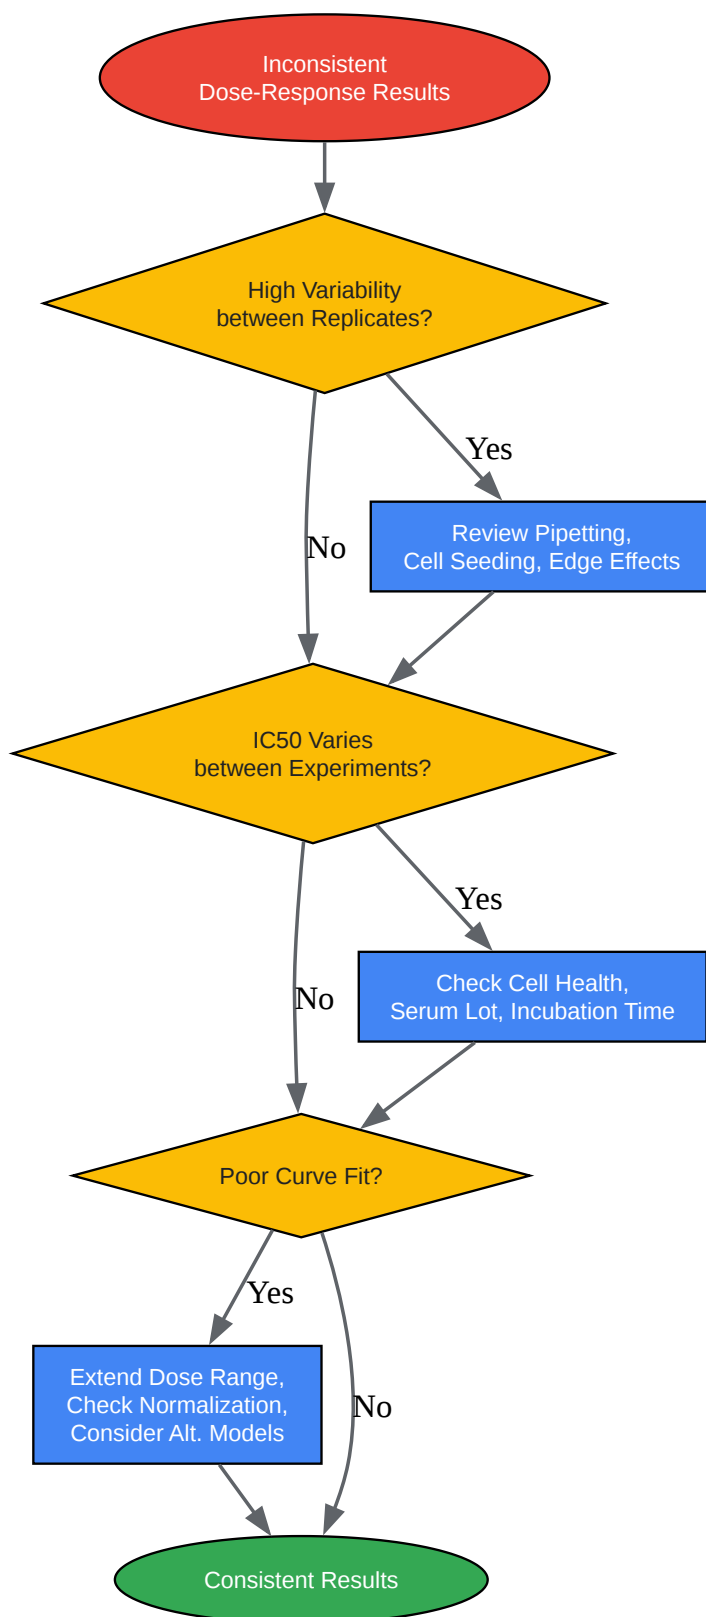 Inconsistent
Dose-Response Results
High Variability
between Replicates?
Yes
Review Pipetting,
Cell Seeding, Edge Effects
No
IC50 Varies
between Experiments?
Yes
Check Cell Health,
Serum Lot, Incubation Time
No
Poor Curve Fit?
Yes
Extend Dose Range,
Check Normalization,
Consider Alt. Models
No
Consistent Results